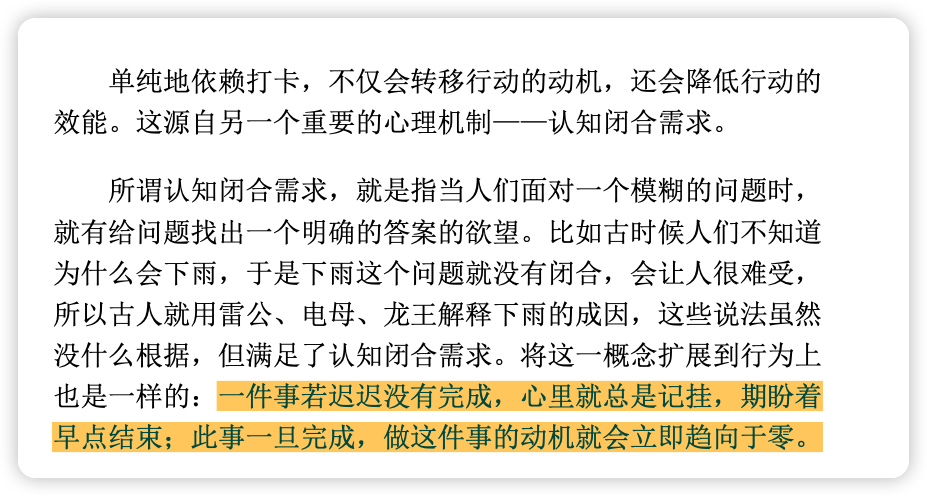 单纯地依赖打卡，不仅会转移行动的动机，还会降低行动的
效能。这源自另一个重要的心理机制——认知闭合需求。
所谓认知闭合需求，就是指当人们面对一个模糊的问题时，
就有给问题找出一个明确的答案的欲望。比如古时候人们不知道
为什么会下雨，于是下雨这个问题就没有闭合，会让人很难受，
所以古人就用雷公、电母、龙王解释下雨的成因，这些说法虽然
没什么根据，但满足了认知闭合需求。将这一概念扩展到行为上
也是一样的：一件事若迟迟没有完成，心里就总是记挂，期盼着
早点结束；此事一旦完成，做这件事的动机就会立即趋向于零。